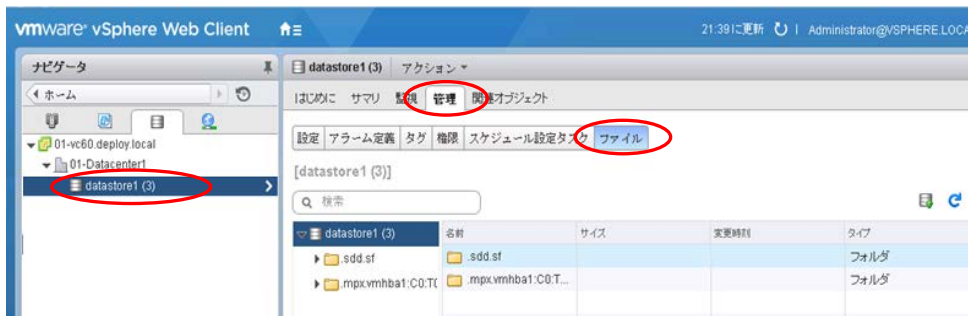 vmware® vSphere Web Client
21:39に更新 | Administrator@VSPHERE.LOCA
ナビゲータ
ホーム
01-vc60.deploy.local
01-Datacenter1
datastore1 (3)
datastore1 (3) アクション
はじめに サマリ 監視 管理 関連オブジェクト
設定 アラーム定義 タグ 権限 スケジュール設定タスク ファイル
[datastore1 (3)]
検索
datastore1 (3)
.sdd.sf
.mpx.vmhba1:C0:T(
名前 サイズ 変更時刻 タイプ
.sdd.sf フォルダ
.mpx.vmhba1:C0:T... フォルダ